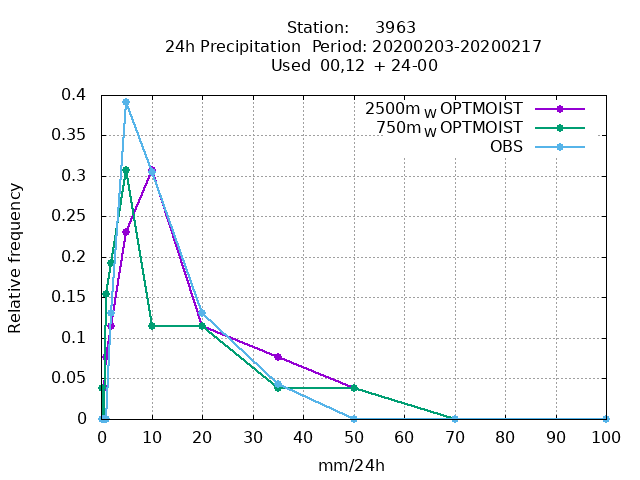 Station: 3963
24h Precipitation Period: 20200203-20200217
Used 00,12 + 24-00
2500m W OPTMOIST
750m W OPTMOIST
OBS
Relative frequency
0.4
0.35
0.3
0.25
0.2
0.15
0.1
0.05
0
0 10 20 30 40 50 60 70 80 90 100
mm/24h